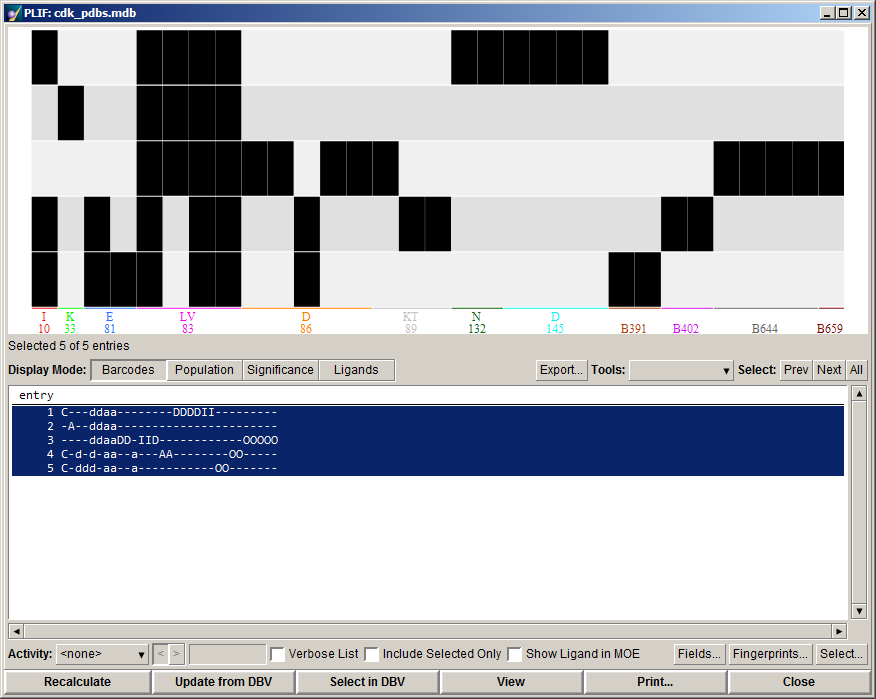 PLIF: cdk_pdbs.mdb
I K E LV D KT N D
10 33 81 83 86 89 132 145 B391 B402 B644 B659
Selected 5 of 5 entries
Display Mode: Barcodes Population Significance Ligands Export... Tools: Select: Prev Next All
entry
1 C---ddaa--------DDDDII---------
2 -A--ddaa-----------------------
3 ----ddaaDD-IID------------OOOOO
4 C-d-d-aa--a---AA--------OO-----
5 C-ddd-aa--a-----------OO-------
Activity: <none> < > Verbose List Include Selected Only Show Ligand in MOE Fields... Fingerprints... Select...
Recalculate Update from DBV Select in DBV View Print... Close